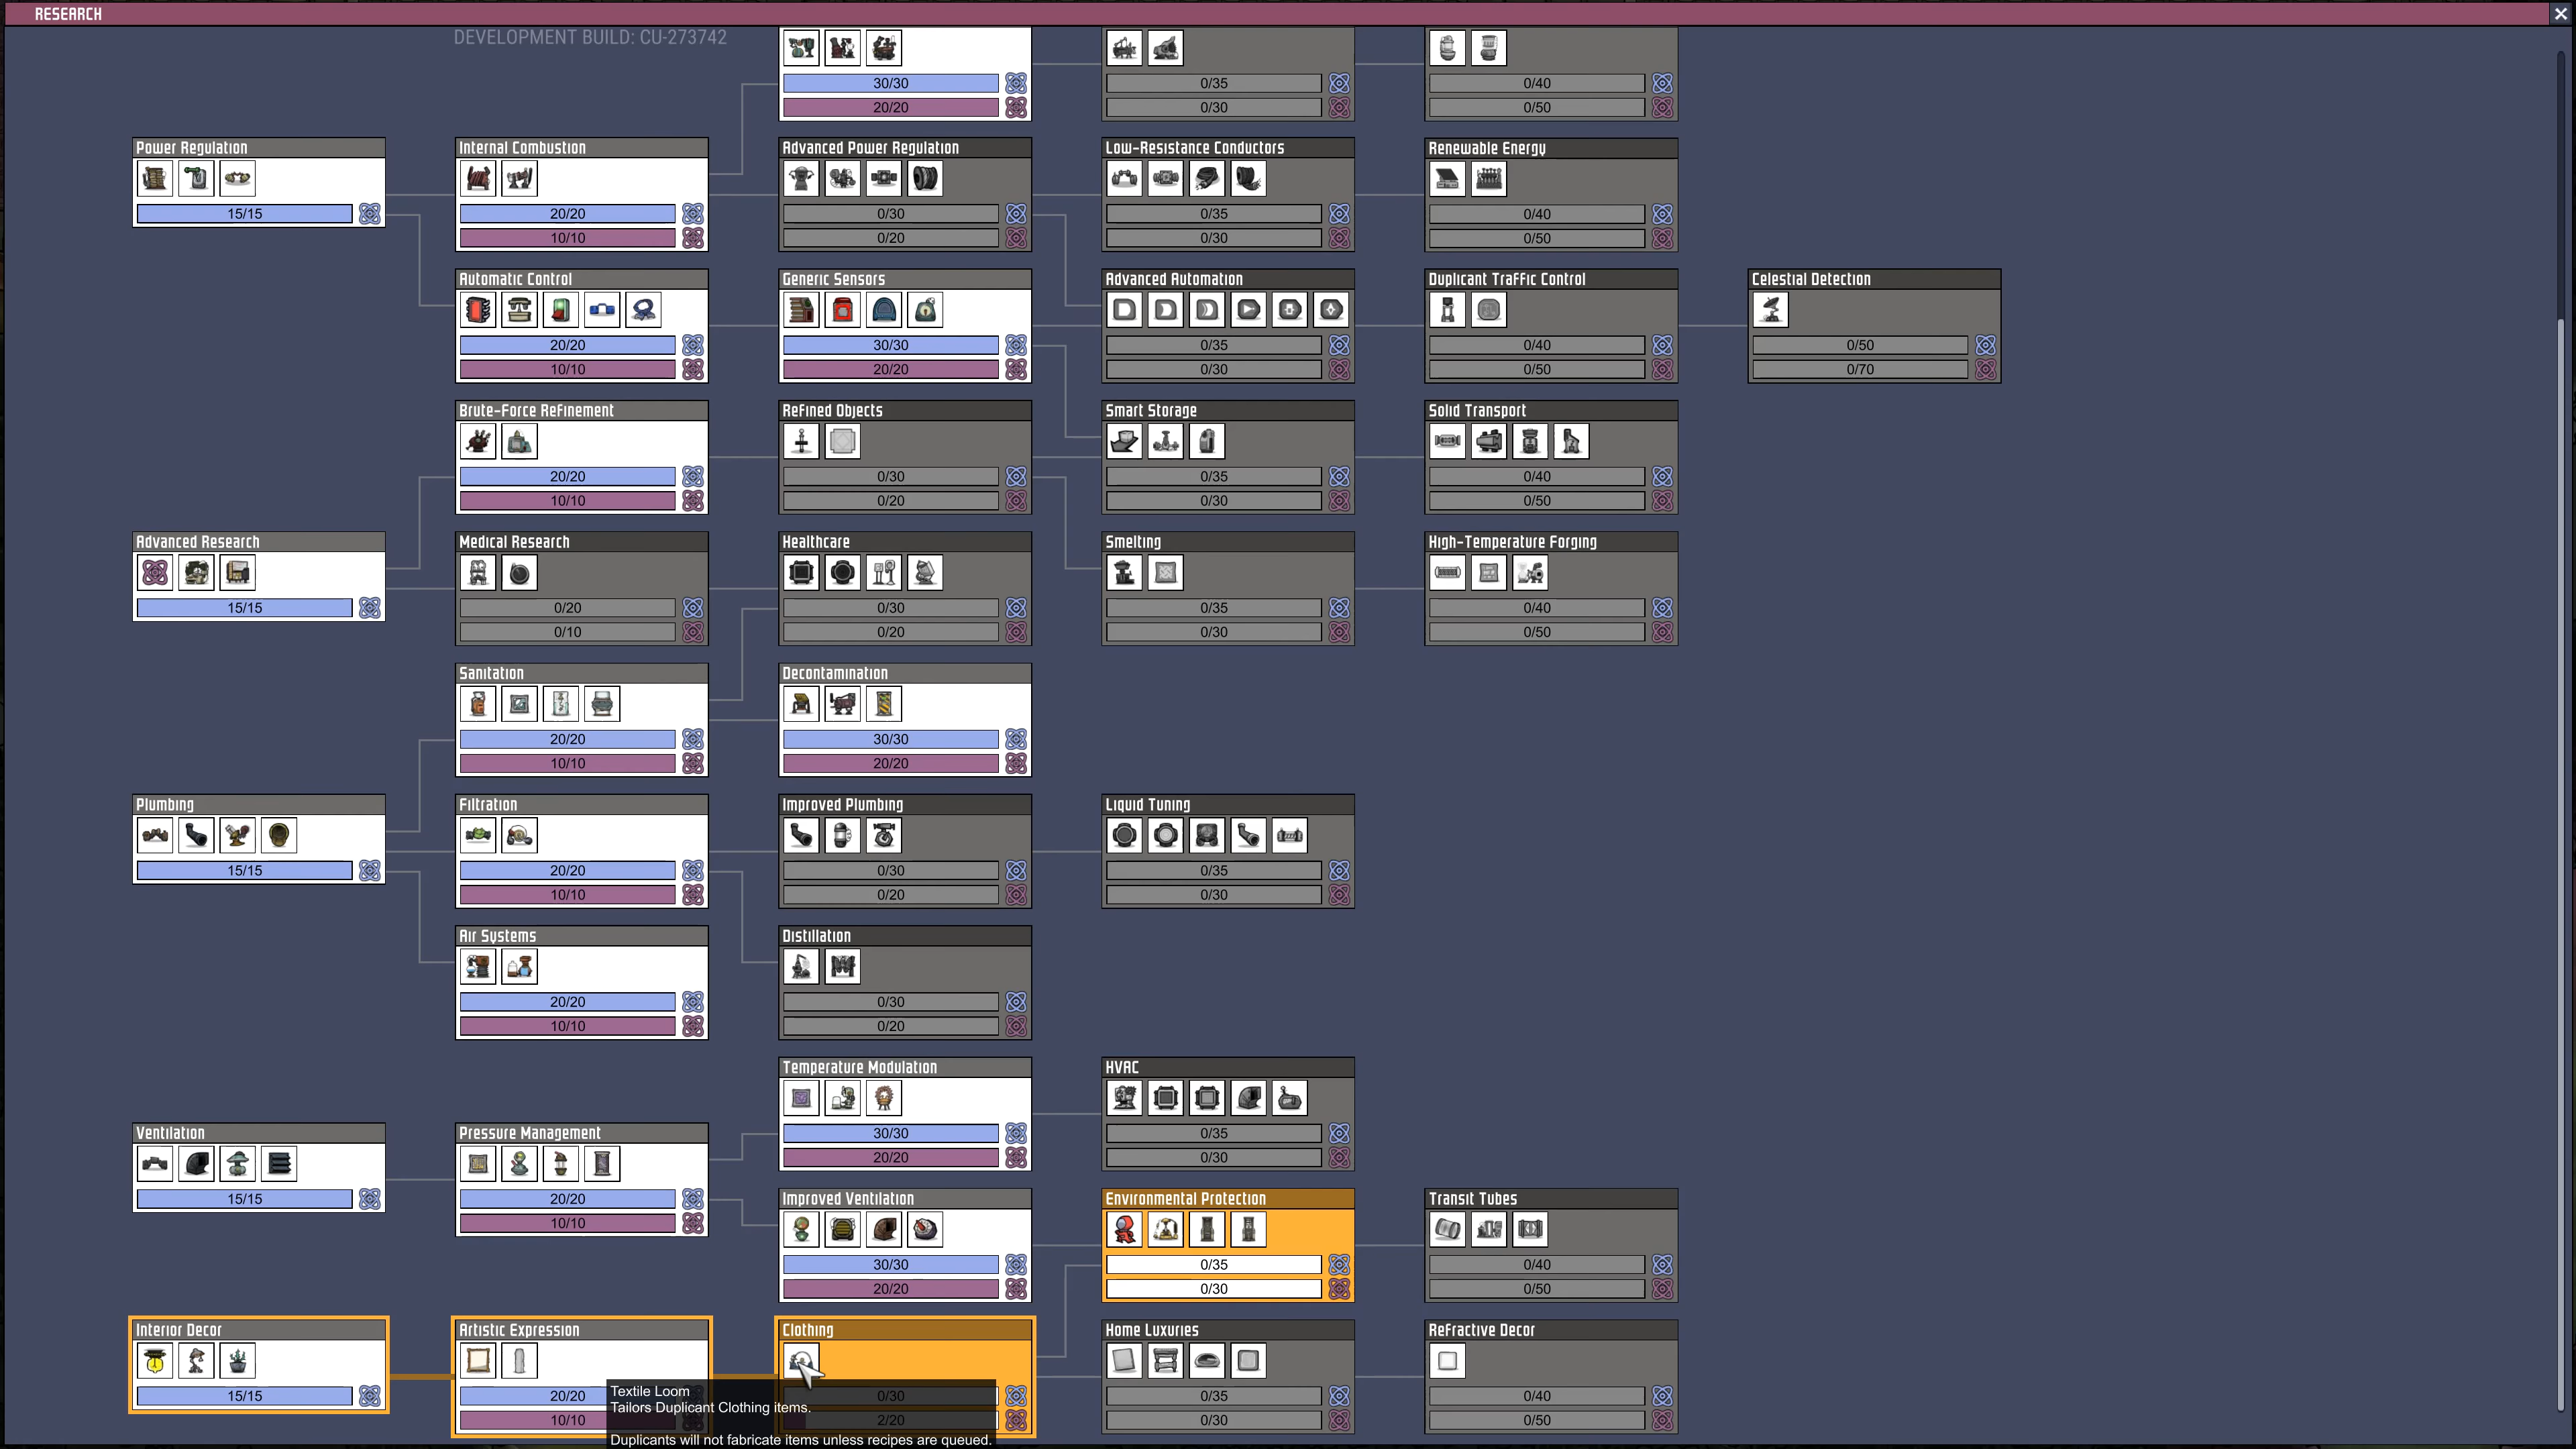 RESEARCH
DEVELOPMENT BUILD: CU-273742
30/30
20/20
0/35
0/30
0/40
0/50
Power Regulation
15/15
Internal Combustion
20/20
10/10
Advanced Power Regulation
0/30
0/20
Low-Resistance Conductors
0/35
0/30
Renewable Energy
0/40
0/50
Automatic Control
20/20
10/10
Generic Sensors
30/30
20/20
Advanced Automation
0/35
0/30
Duplicant Traffic Control
0/40
0/50
Celestial Detection
0/50
0/70
Brute-Force Refinement
20/20
10/10
Refined Objects
0/30
0/20
Smart Storage
0/35
0/30
Solid Transport
0/40
0/50
Advanced Research
15/15
Medical Research
0/20
0/10
Healthcare
0/30
0/20
Smelting
0/35
0/30
High-Temperature Forging
0/40
0/50
Sanitation
20/20
10/10
Decontamination
30/30
20/20
Plumbing
15/15
Filtration
20/20
10/10
Improved Plumbing
0/30
0/20
Liquid Tuning
0/35
0/30
Air Systems
20/20
10/10
Distillation
0/30
0/20
Temperature Modulation
30/30
20/20
HVAC
0/35
0/30
Ventilation
15/15
Pressure Management
20/20
10/10
Improved Ventilation
30/30
20/20
Environmental Protection
0/35
0/30
Transit Tubes
0/40
0/50
Interior Decor
15/15
Artistic Expression
20/20
10/10
Clothing
0/30
2/20
Textile Loom
Tailors Duplicant Clothing items.
Duplicants will not fabricate items unless recipes are queued.
Home Luxuries
0/35
0/30
Refractive Decor
0/40
0/50